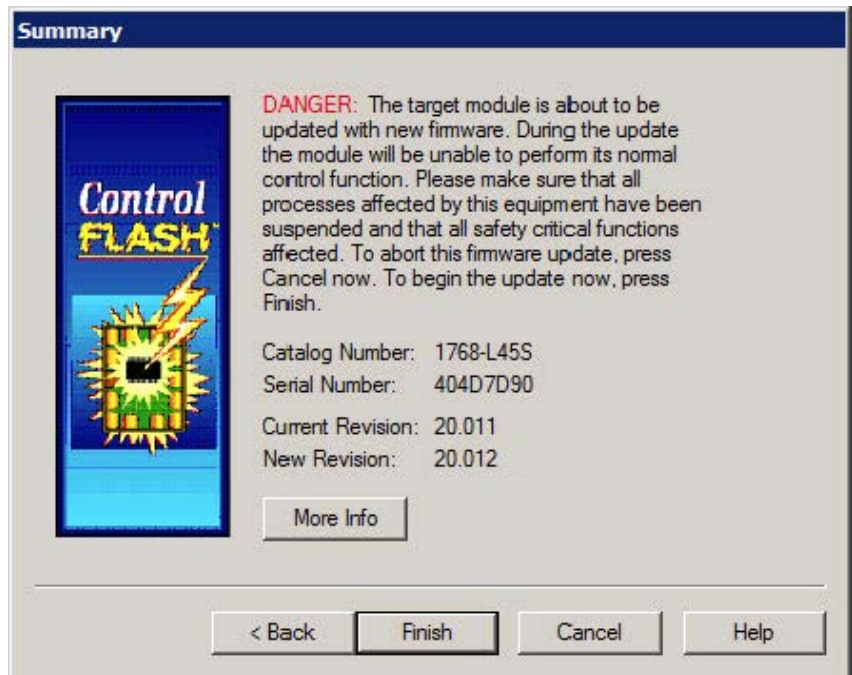 Summary
Control
FLASH
DANGER: The target module is about to be
updated with new firmware. During the update
the module will be unable to perform its normal
control function. Please make sure that all
processes affected by this equipment have been
suspended and that all safety critical functions
affected. To abort this firmware update, press
Cancel now. To begin the update now, press
Finish.
Catalog Number: 1768-L45S
Serial Number: 404D7D90
Current Revision: 20.011
New Revision: 20.012
More Info
< Back Finish Cancel Help